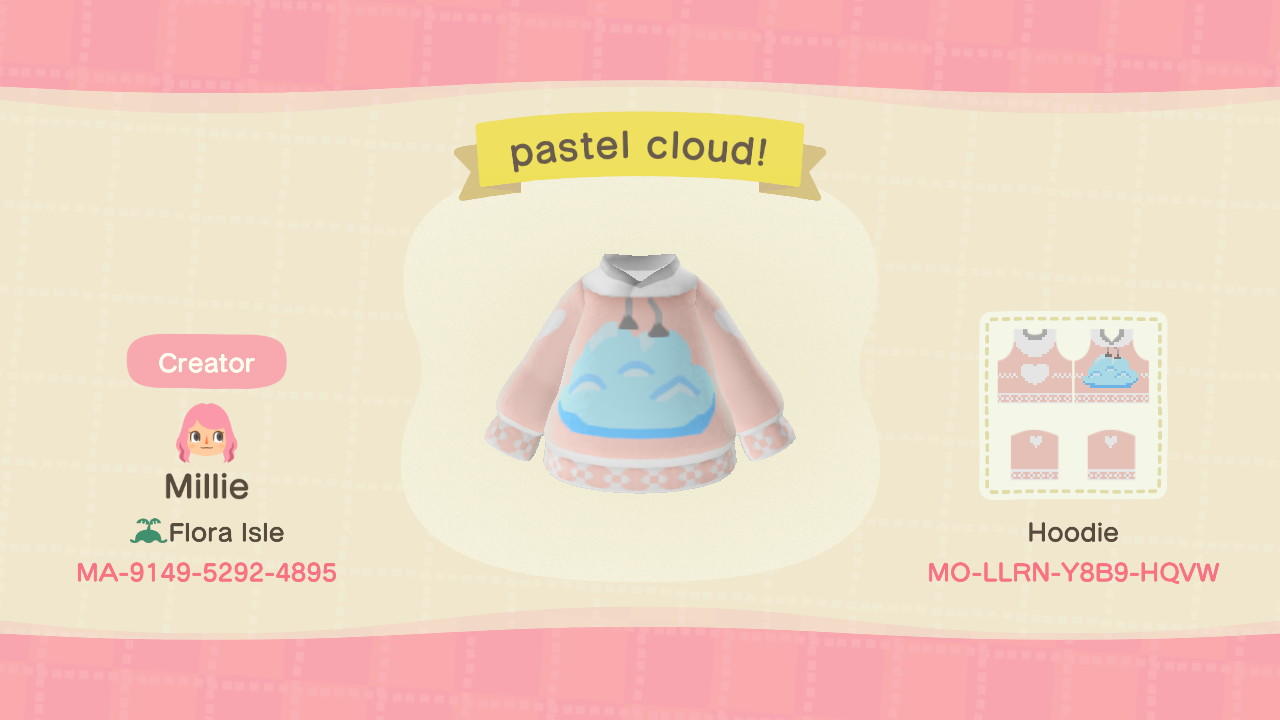 pastel cloud!
Creator
Millie
Flora Isle
MA-9149-5292-4895
Hoodie
MO-LLRN-Y8B9-HQVW